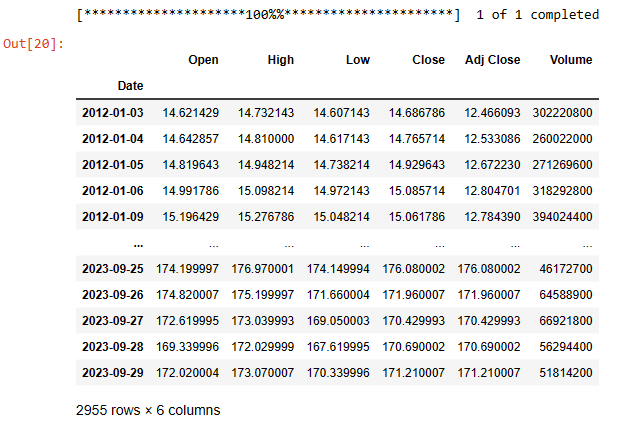 [**********************100%%**********************]  1 of 1 completed
Out[20]:
Open High Low Close Adj Close Volume
Date
2012-01-03 14.621429 14.732143 14.607143 14.686786 12.466093 302220800
2012-01-04 14.642857 14.810000 14.617143 14.765714 12.533086 260022000
2012-01-05 14.819643 14.948214 14.738214 14.929643 12.672230 271269600
2012-01-06 14.991786 15.098214 14.972143 15.085714 12.804701 318292800
2012-01-09 15.196429 15.276786 15.048214 15.061786 12.784390 394024400
... ... ... ... ... ... ...
2023-09-25 174.199997 176.970001 174.149994 176.080002 176.080002 46172700
2023-09-26 174.820007 175.199997 171.660004 171.960007 171.960007 64588900
2023-09-27 172.619995 173.039993 169.050003 170.429993 170.429993 66921800
2023-09-28 169.339996 172.029999 167.619995 170.690002 170.690002 56294400
2023-09-29 172.020004 173.070007 170.339996 171.210007 171.210007 51814200
2955 rows × 6 columns